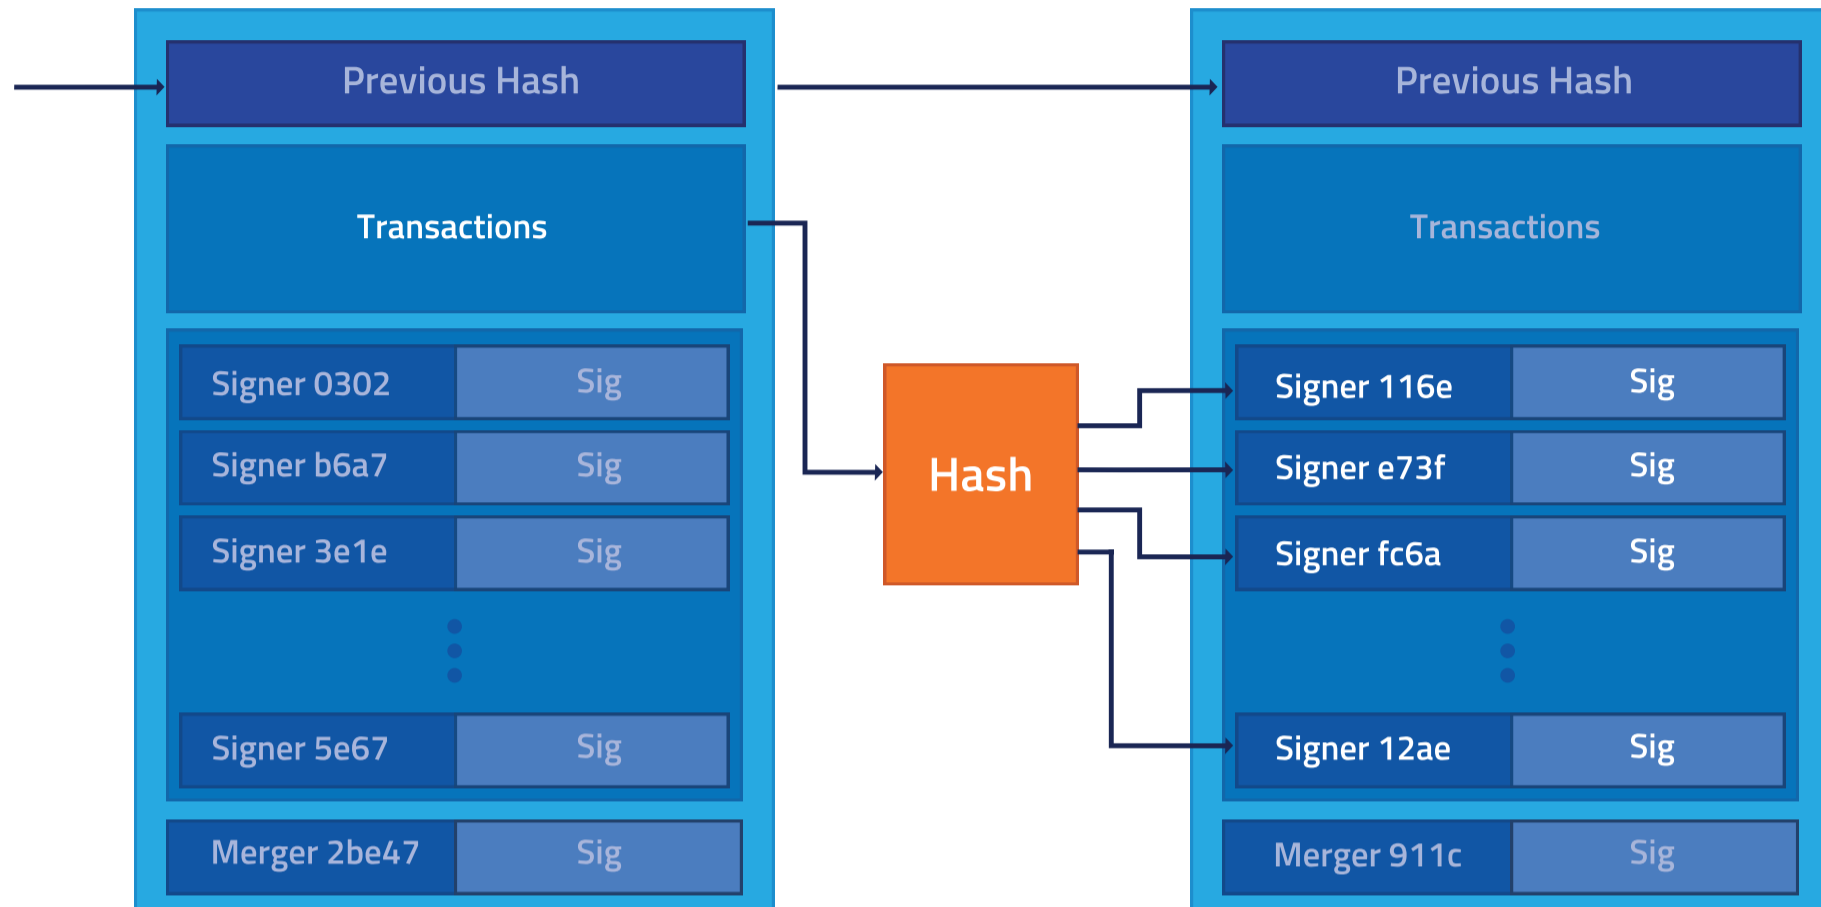 Previous Hash
Transactions
Signer 0302 Sig
Signer b6a7 Sig
Signer 3e1e Sig
Signer 5e67 Sig
Merger 2be47 Sig
Hash
Previous Hash
Transactions
Signer 116e Sig
Signer e73f Sig
Signer fc6a Sig
Signer 12ae Sig
Merger 911c Sig